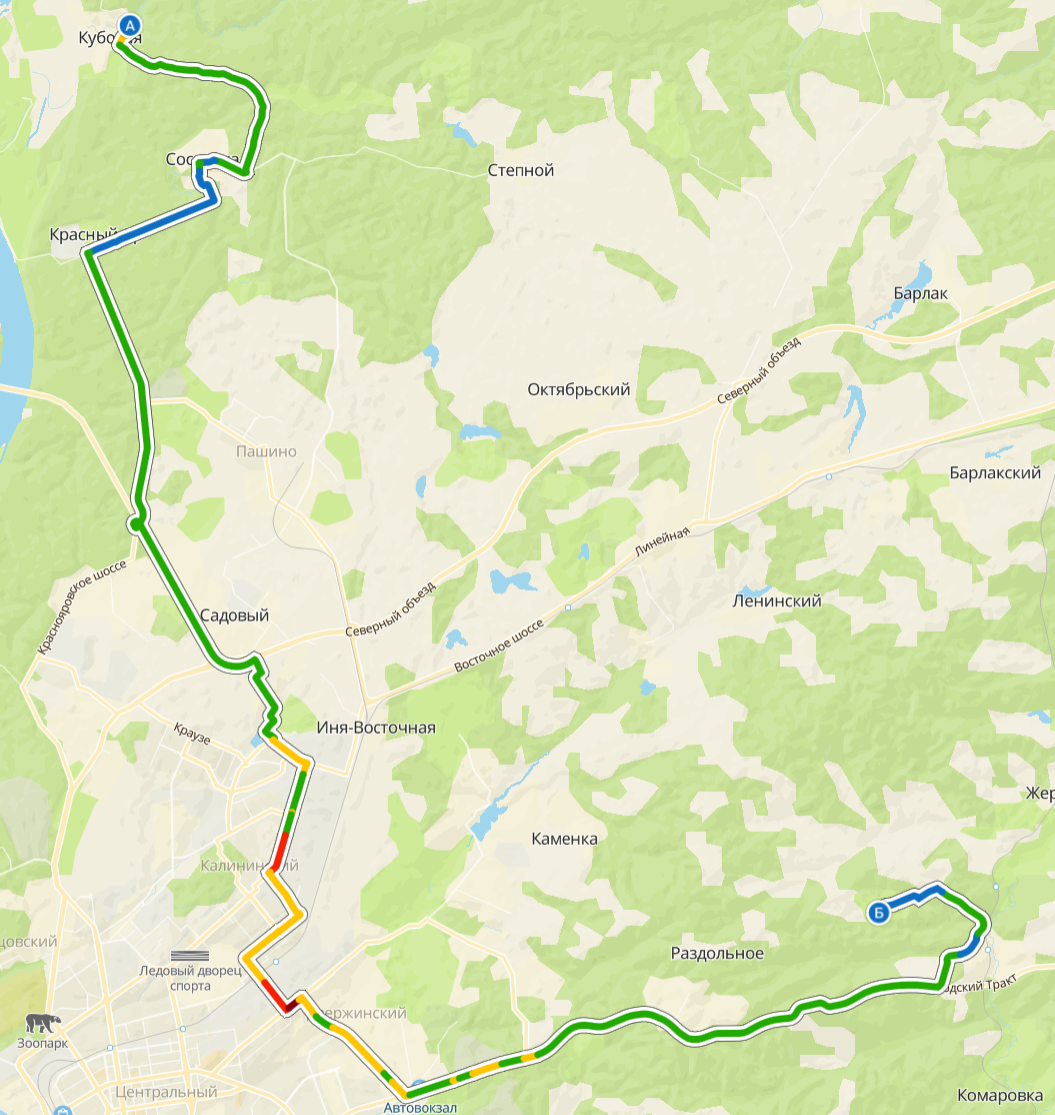 А
Степной
Барлак
Северный объезд
Октябрьский
Пашино
Барлакский
Линейная
Красноярское шоссе
Ленинский
Садовый
Северный объезд
Восточное шоссе
Иня-Восточная
Краузе
Каменка
Б
Раздольное
Ледовый дворец
спорта
Зоопарк
Центральный
Автовокзал
Комаровка